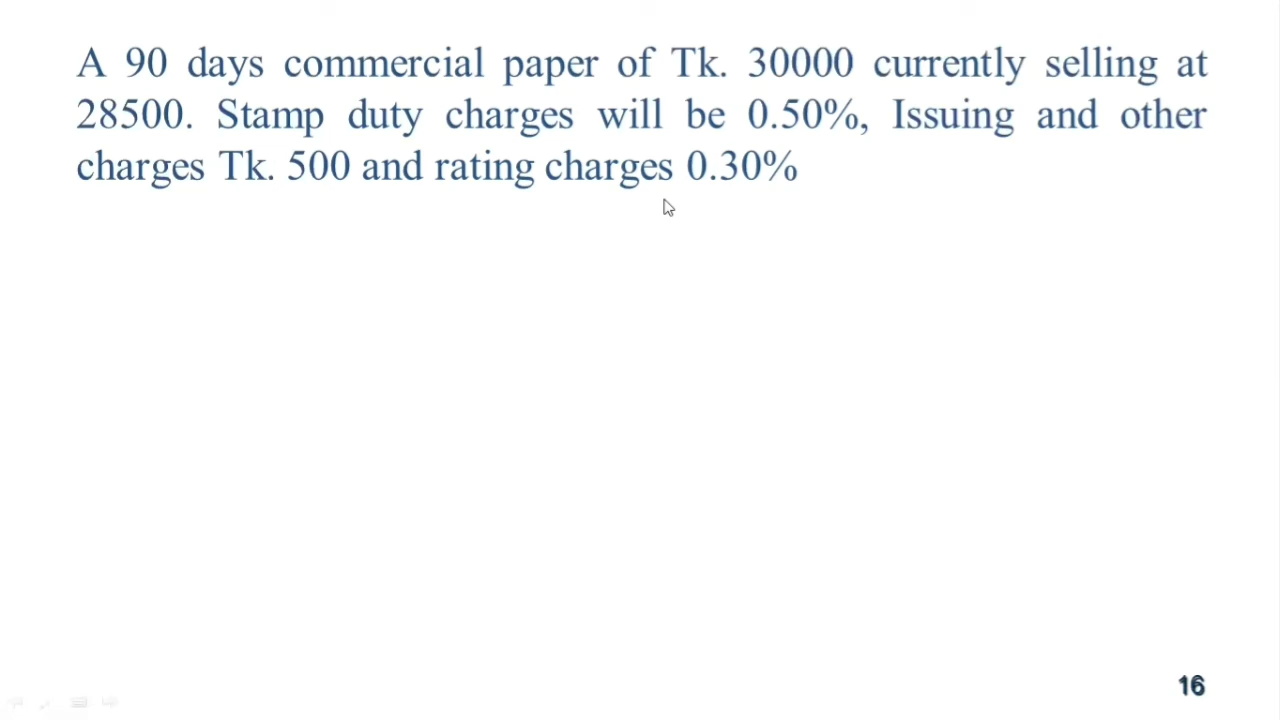 A 90 days commercial paper of Tk. 30000 currently selling at
28500. Stamp duty charges will be 0.50%, Issuing and other
charges Tk. 500 and rating charges 0.30%
16